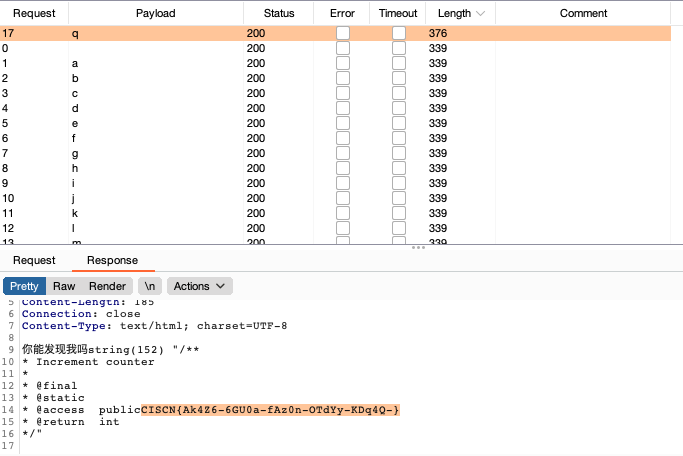 Request Payload Status Error Timeout Length Comment
17 q 200 376
0 200 339
1 a 200 339
2 b 200 339
3 c 200 339
4 d 200 339
5 e 200 339
6 f 200 339
7 g 200 339
8 h 200 339
9 i 200 339
10 j 200 339
11 k 200 339
12 l 200 339
13 m 200 339
Request Response
Pretty Raw Render \n Actions
5 Content-Length: 185
6 Connection: close
7 Content-Type: text/html; charset=UTF-8
8
9 你能发现我吗string(152) "/**
10 * Increment counter
11 *
12 * @final
13 * @static
14 * @access publicCISCN{Ak4Z6-6GU0a-fAz0n-OTdYy-KDq4Q-}
15 * @return int
16 */"
17